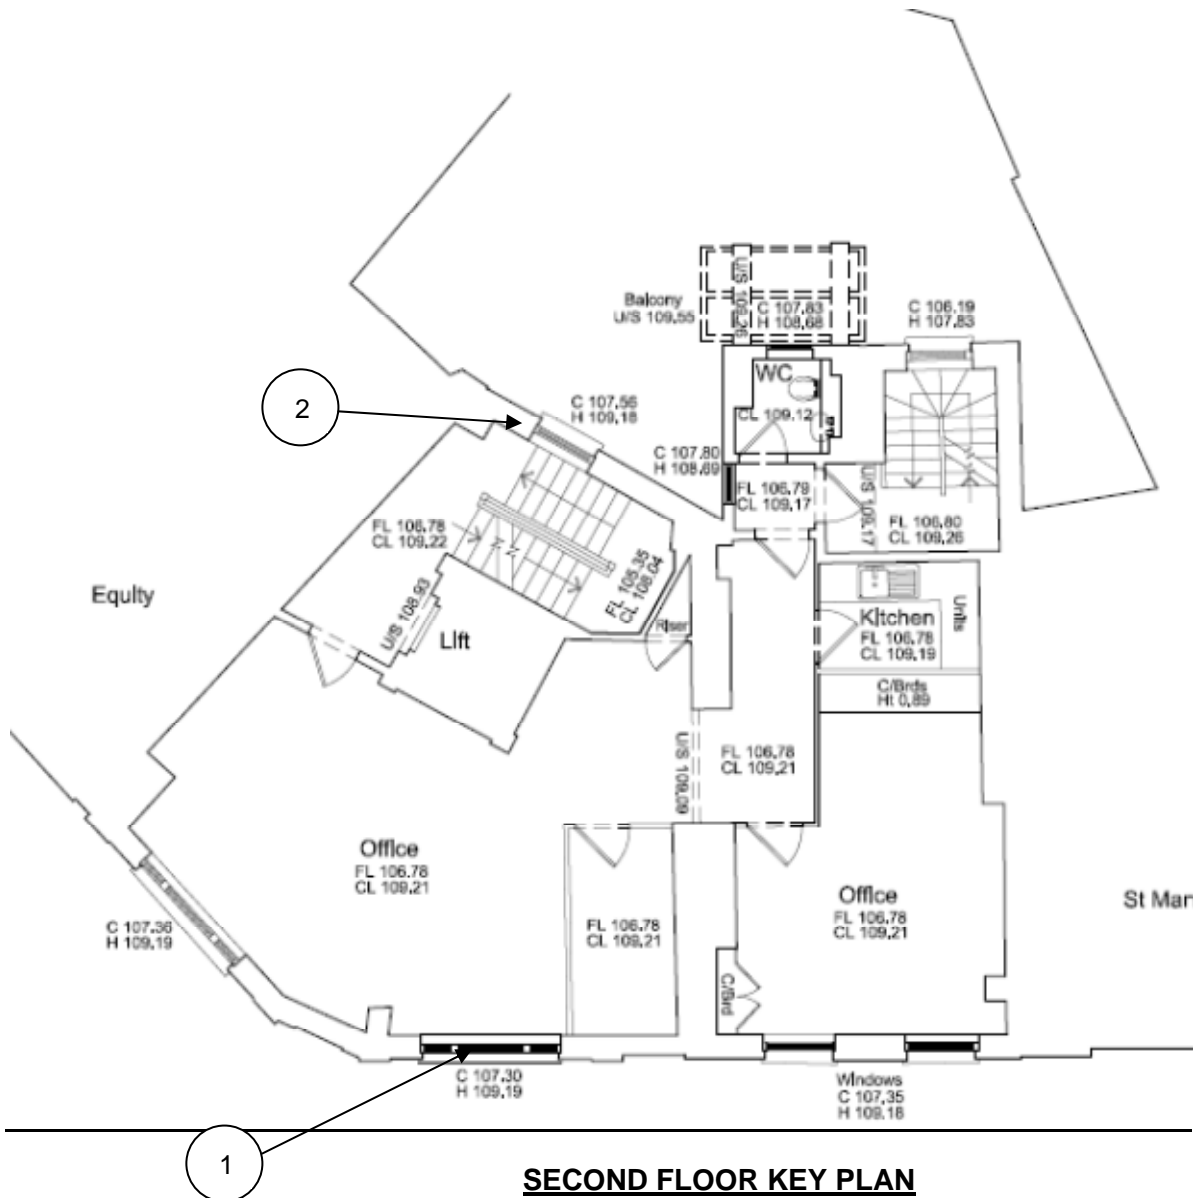 Balcony
U/S 109.55
U/S 109.26
C 107.83
H 108.68
C 106.19
H 107.83
WC
CL 109.12
2
C 107.56
H 109.18
C 107.80
H 108.69
FL 106.79
CL 109.17
U/S 109.17
FL 106.80
CL 109.26
FL 106.78
CL 109.22
FL 105.35
CL 108.04
U/S 108.93
Equity
Lift
Riser
Kitchen
FL 106.78
CL 109.19
Units
C/Brds
Ht 0.89
U/S 109.09
FL 106.78
CL 109.21
Office
FL 106.78
CL 109.21
Office
FL 106.78
CL 109.21
St Mar
FL 106.78
CL 109.21
C 107.36
H 109.19
C/Brd
C 107.30
H 109.19
Windows
C 107.35
H 109.18
1
SECOND FLOOR KEY PLAN